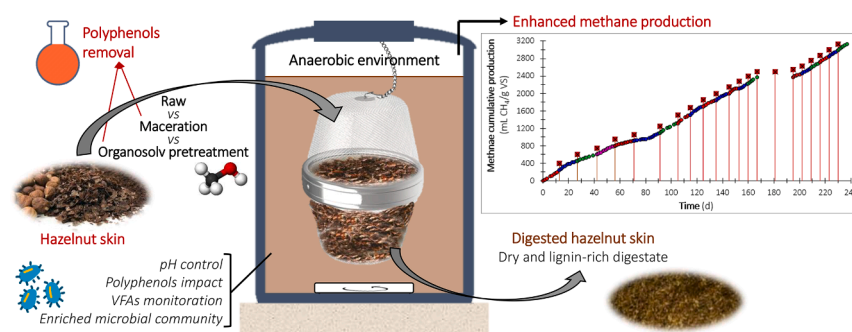 Polyphenols
removal
Raw
vs
Maceration
vs
Organosolv pretreatment
Hazelnut skin
pH control
Polyphenols impact
VFAs monitoration
Enriched microbial community
Anaerobic environment
Enhanced methane production
Methnae cumulative production
(mL CH₄/g VS)
3200
2800
2400
2000
1600
1200
800
400
0
0 20 40 60 80 100 120 140 160 180 200 220 240
Time (d)
Digested hazelnut skin
Dry and lignin-rich digestate